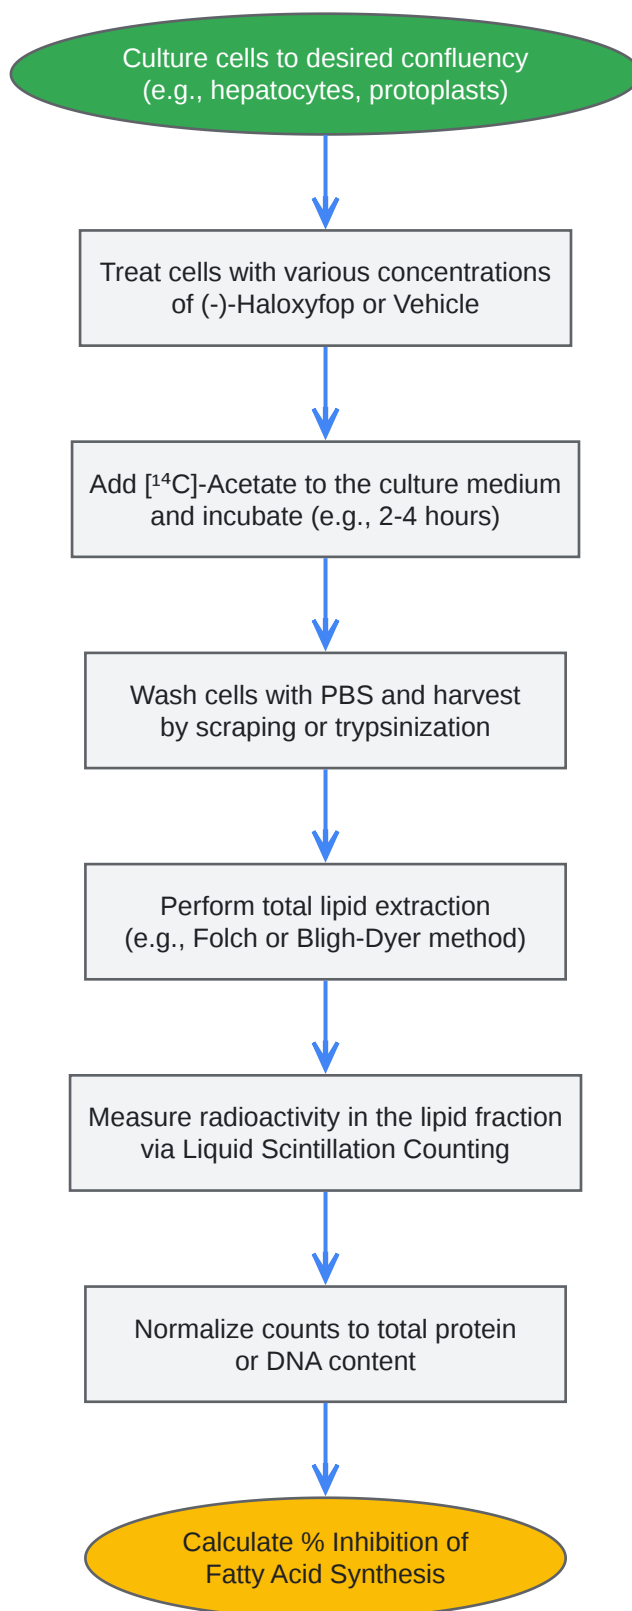 Culture cells to desired confluency
(e.g., hepatocytes, protoplasts)
Treat cells with various concentrations
of (-)-Haloxyfop or Vehicle
Add [¹⁴C]-Acetate to the culture medium
and incubate (e.g., 2-4 hours)
Wash cells with PBS and harvest
by scraping or trypsinization
Perform total lipid extraction
(e.g., Folch or Bligh-Dyer method)
Measure radioactivity in the lipid fraction
via Liquid Scintillation Counting
Normalize counts to total protein
or DNA content
Calculate % Inhibition of
Fatty Acid Synthesis